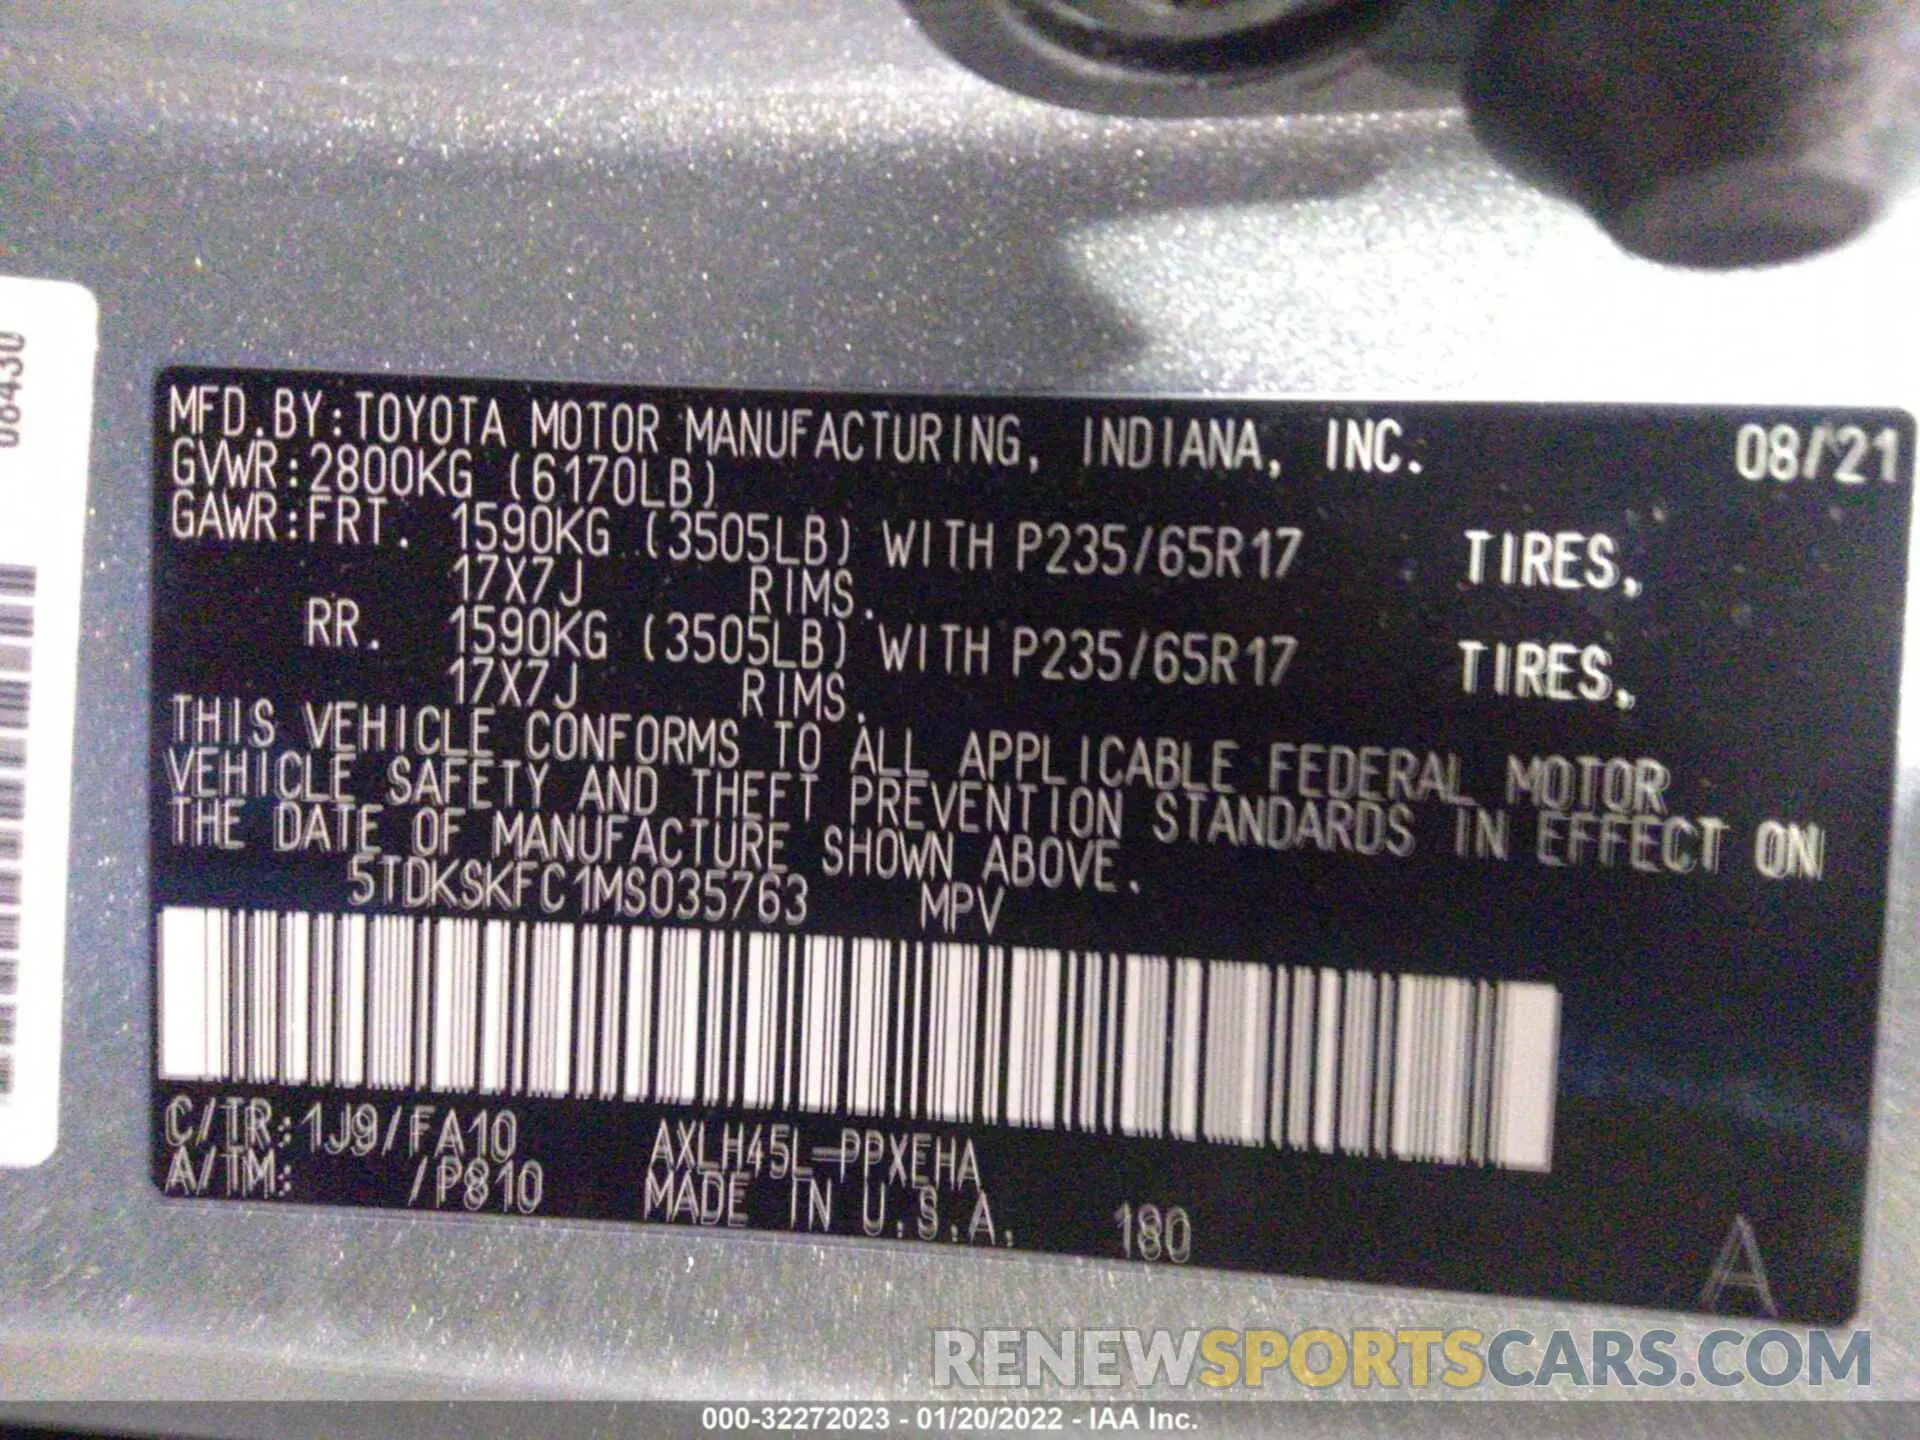 08430
MFD.BY:TOYOTA MOTOR MANUFACTURING, INDIANA, INC. 08/21
GVWR:2800KG (6170LB)
GAWR:FRT. 1590KG (3505LB) WITH P235/65R17 TIRES,
17X7J RIMS.
RR. 1590KG (3505LB) WITH P235/65R17 TIRES,
17X7J RIMS.
THIS VEHICLE CONFORMS TO ALL APPLICABLE FEDERAL MOTOR
VEHICLE SAFETY AND THEFT PREVENTION STANDARDS IN EFFECT ON
THE DATE OF MANUFACTURE SHOWN ABOVE.
5TDKSKFC1MS035763 MPV
C/TR:1J9/FA10 AXLH45L-PPXEHA
A/TM: /P810 MADE IN U.S.A. 180
A
RENEWSPORTSCARS.COM
000-32272023 - 01/20/2022 - IAA Inc.